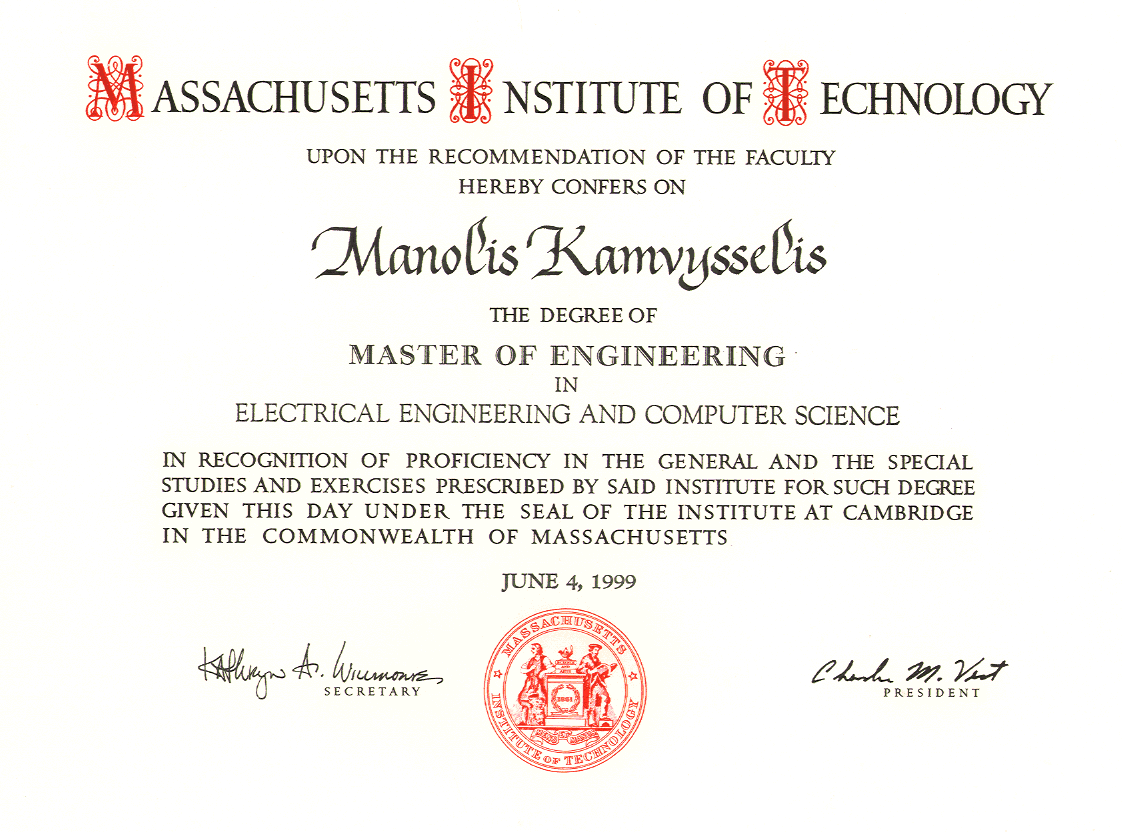 MASSACHUSETTS INSTITUTE OF TECHNOLOGY
UPON THE RECOMMENDATION OF THE FACULTY
HEREBY CONFERS ON
Manolis Kamvysselis
THE DEGREE OF
MASTER OF ENGINEERING
IN
ELECTRICAL ENGINEERING AND COMPUTER SCIENCE
IN RECOGNITION OF PROFICIENCY IN THE GENERAL AND THE SPECIAL
STUDIES AND EXERCISES PRESCRIBED BY SAID INSTITUTE FOR SUCH DEGREE
GIVEN THIS DAY UNDER THE SEAL OF THE INSTITUTE AT CAMBRIDGE
IN THE COMMONWEALTH OF MASSACHUSETTS
JUNE 4, 1999
MASSACHUSETTS
INSTITUTE OF TECHNOLOGY
1861
Kathryn A.
SECRETARY
Charles M. Vest
PRESIDENT